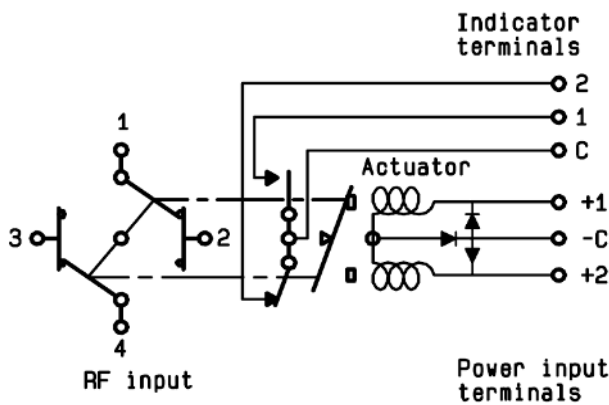 Indicator
terminals
2
1
C
1
Actuator
+1
3
2
-C
+2
4
RF input
Power input
terminals